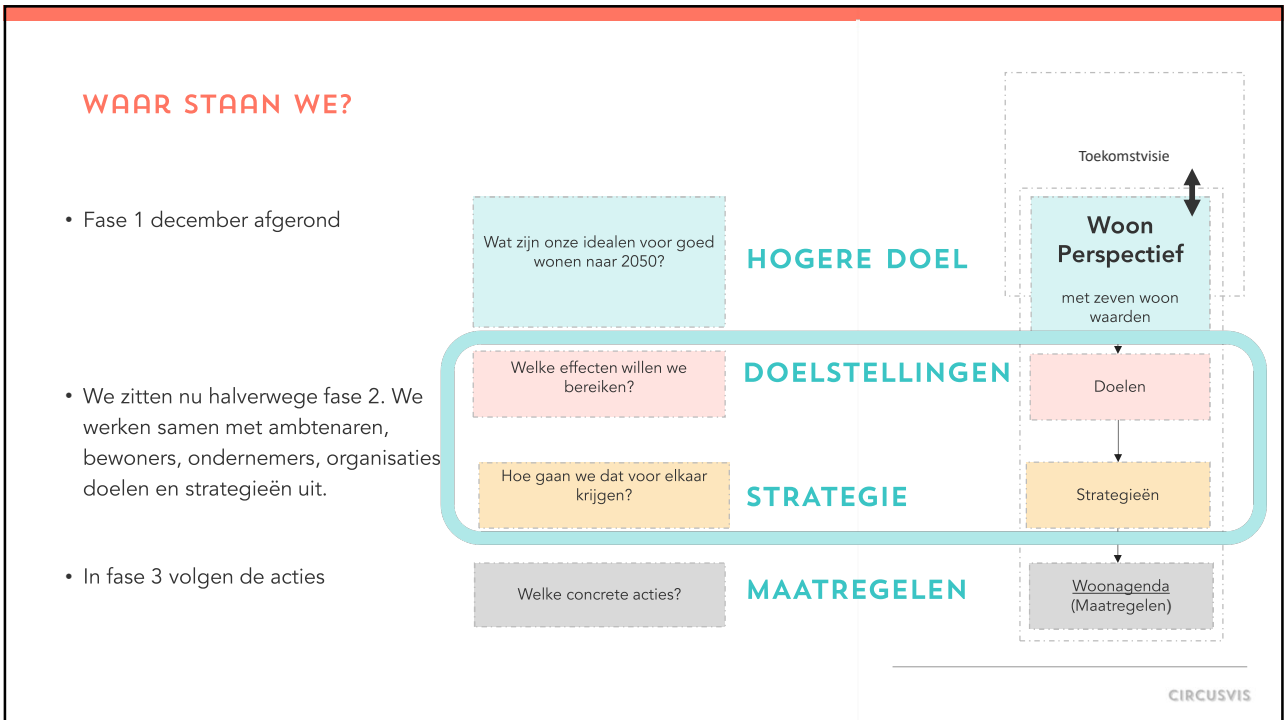 WAAR STAAN WE?
• Fase 1 december afgerond
• We zitten nu halverwege fase 2. We
werken samen met ambtenaren,
bewoners, ondernemers, organisaties
doelen en strategieën uit.
• In fase 3 volgen de acties
Wat zijn onze idealen voor goed
wonen naar 2050?
HOGERE DOEL
Welke effecten willen we
bereiken?
DOELSTELLINGEN
Hoe gaan we dat voor elkaar
krijgen?
STRATEGIE
Welke concrete acties?
MAATREGELEN
Toekomstvisie
Woon
Perspectief
met zeven woon
waarden
Doelen
Strategieën
Woonagenda
(Maatregelen)
CIRCUSVIS